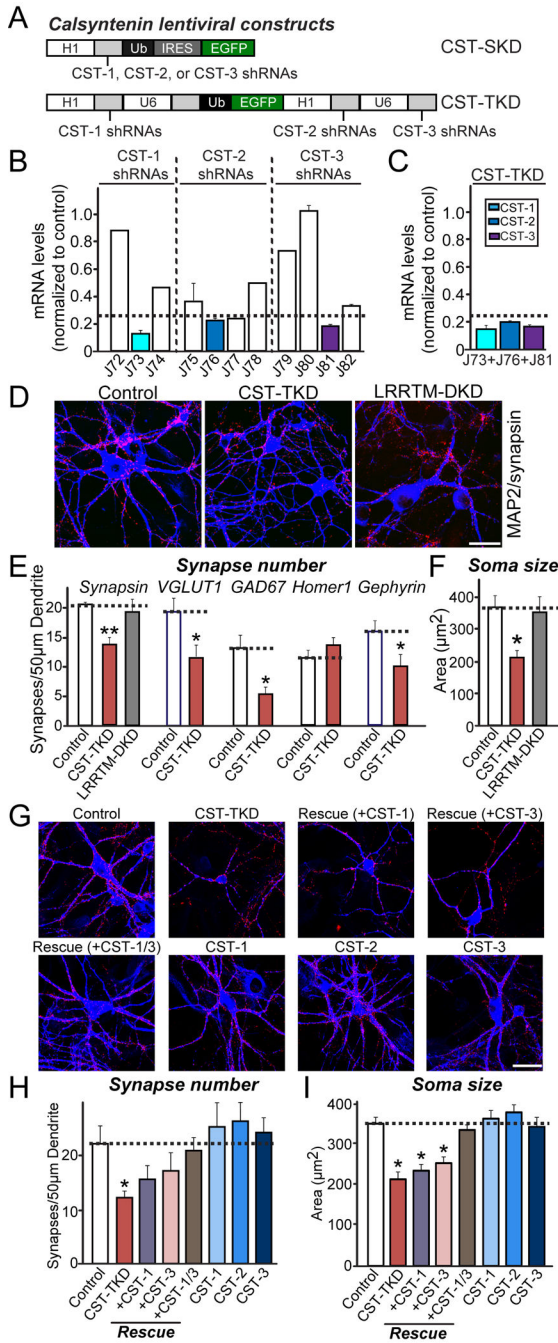 A
Calsyntenin lentiviral constructs
H1 Ub IRES EGFP CST-SKD
CST-1, CST-2, or CST-3 shRNAs
H1 U6 Ub EGFP H1 U6 CST-TKD
CST-1 shRNAs CST-2 shRNAs CST-3 shRNAs
B
CST-1 shRNAs
CST-2 shRNAs
CST-3 shRNAs
mRNA levels
(normalized to control)
1.0
0.8
0.6
0.4
0.2
0
J72 J73 J74 J75 J76 J77 J78 J79 J80 J81 J82
C
CST-TKD
CST-1
CST-2
CST-3
mRNA levels
(normalized to control)
1.0
0.8
0.6
0.4
0.2
0
J73+J76+J81
D
Control CST-TKD LRRTM-DKD
MAP2/synapsin
E
Synapse number
Synapsin VGLUT1 GAD67 Homer1 Gephyrin
Synapses/50µm Dendrite
20
15
10
5
0
** * * *
Control CST-TKD LRRTM-DKD Control CST-TKD Control CST-TKD Control CST-TKD Control CST-TKD
F
Soma size
Area (µm²)
400
300
200
100
0
*
Control CST-TKD LRRTM-DKD
G
Control CST-TKD Rescue (+CST-1) Rescue (+CST-3)
Rescue (+CST-1/3) CST-1 CST-2 CST-3
H
Synapse number
Synapses/50µm Dendrite
20
10
0
*
Control CST-TKD +CST-1 +CST-3 +CST-1/3 CST-1 CST-2 CST-3
Rescue
I
Soma size
Area (µm²)
400
300
200
100
0
* * *
Control CST-TKD +CST-1 +CST-3 +CST-1/3 CST-1 CST-2 CST-3
Rescue